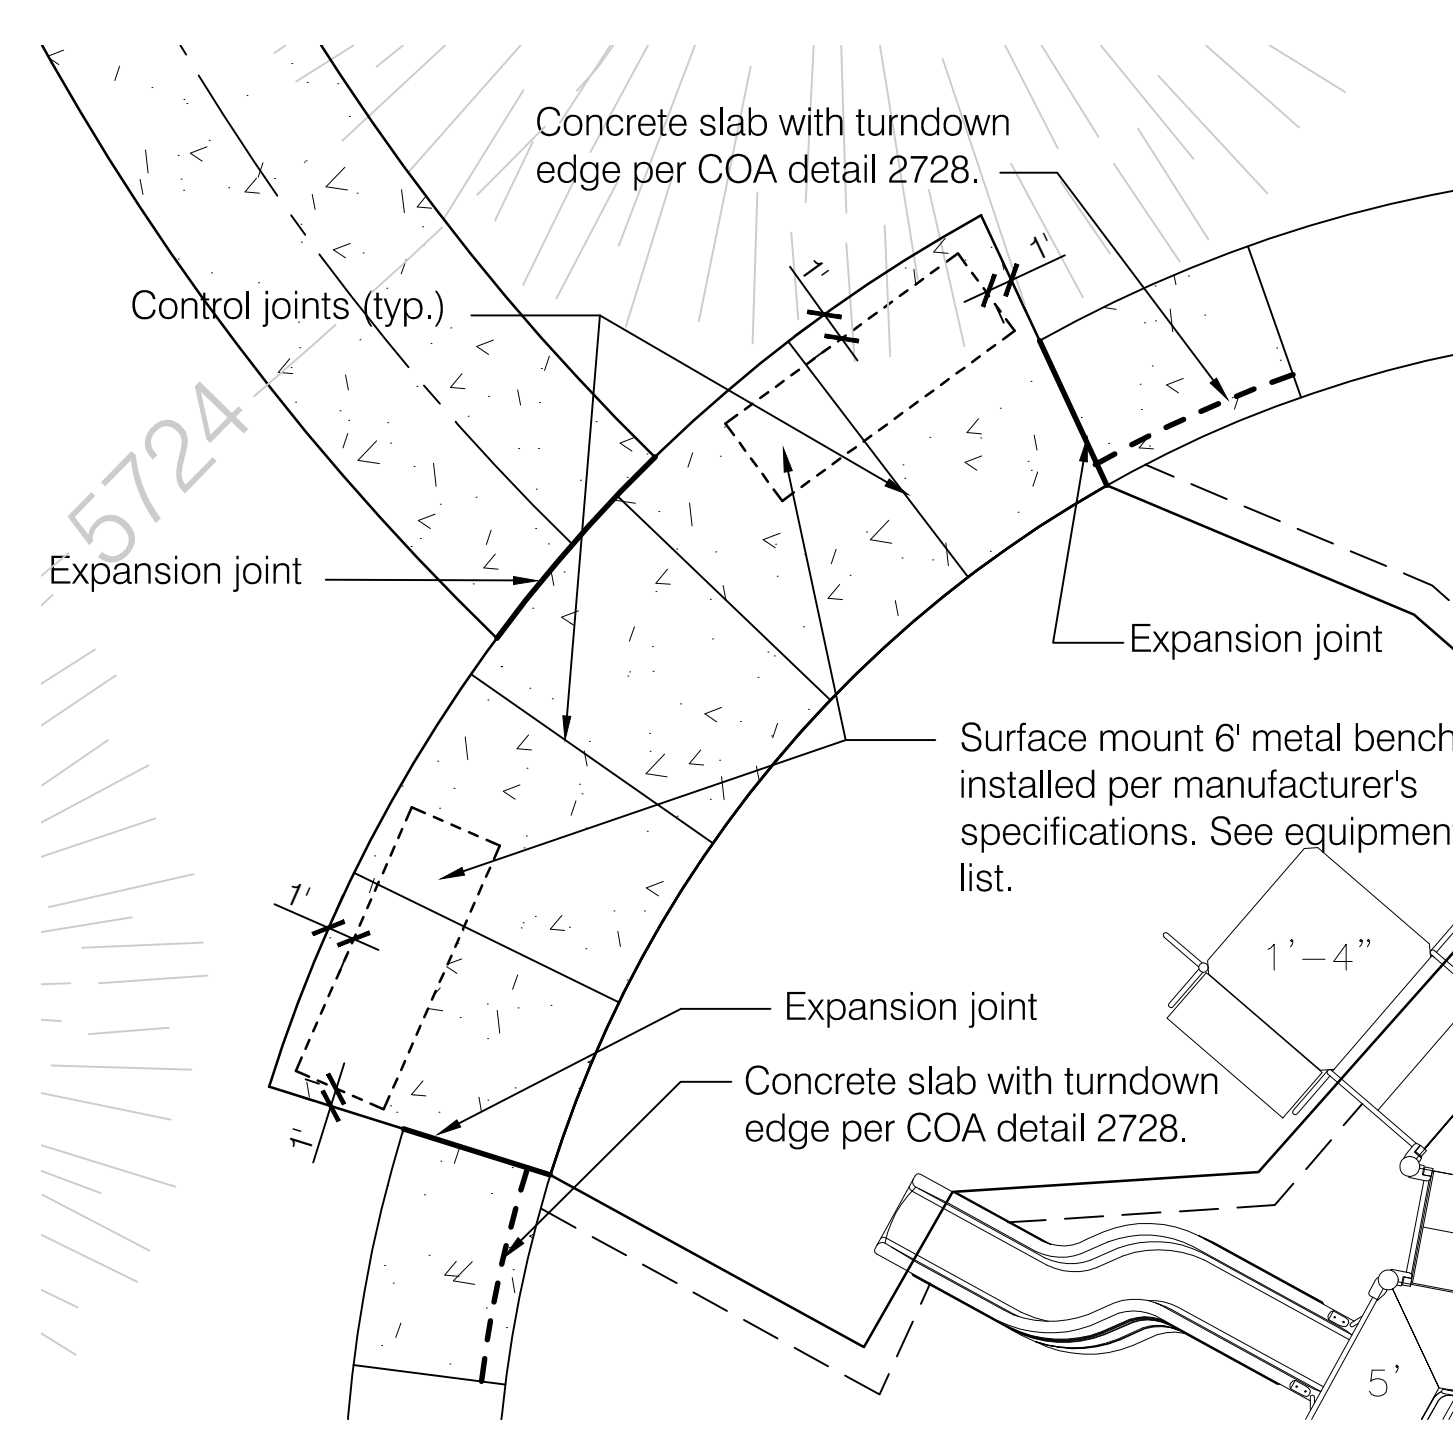 Concrete slab with turndown
edge per COA detail 2728.
1'
1'
Control joints (typ.)
5724
Expansion joint
Expansion joint
Surface mount 6' metal bench
installed per manufacturer's
specifications. See equipmen
list.
1'
1'-4"
Expansion joint
Concrete slab with turndown
edge per COA detail 2728.
1'
5'